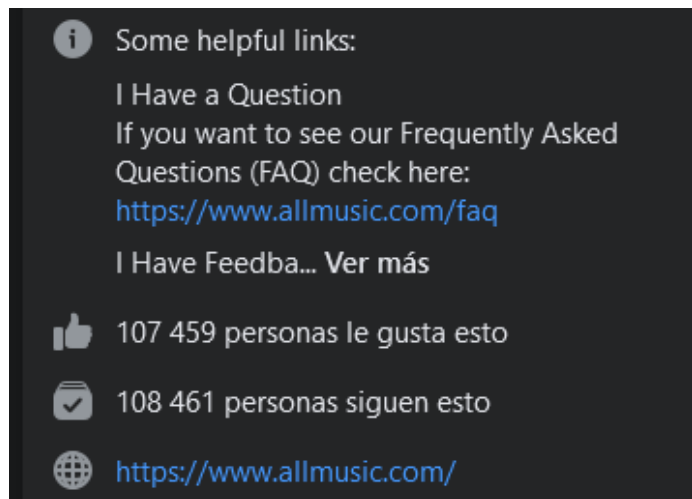 Some helpful links:
I Have a Question
If you want to see our Frequently Asked
Questions (FAQ) check here:
https://www.allmusic.com/faq
I Have Feedba... Ver más
107 459 personas le gusta esto
108 461 personas siguen esto
https://www.allmusic.com/